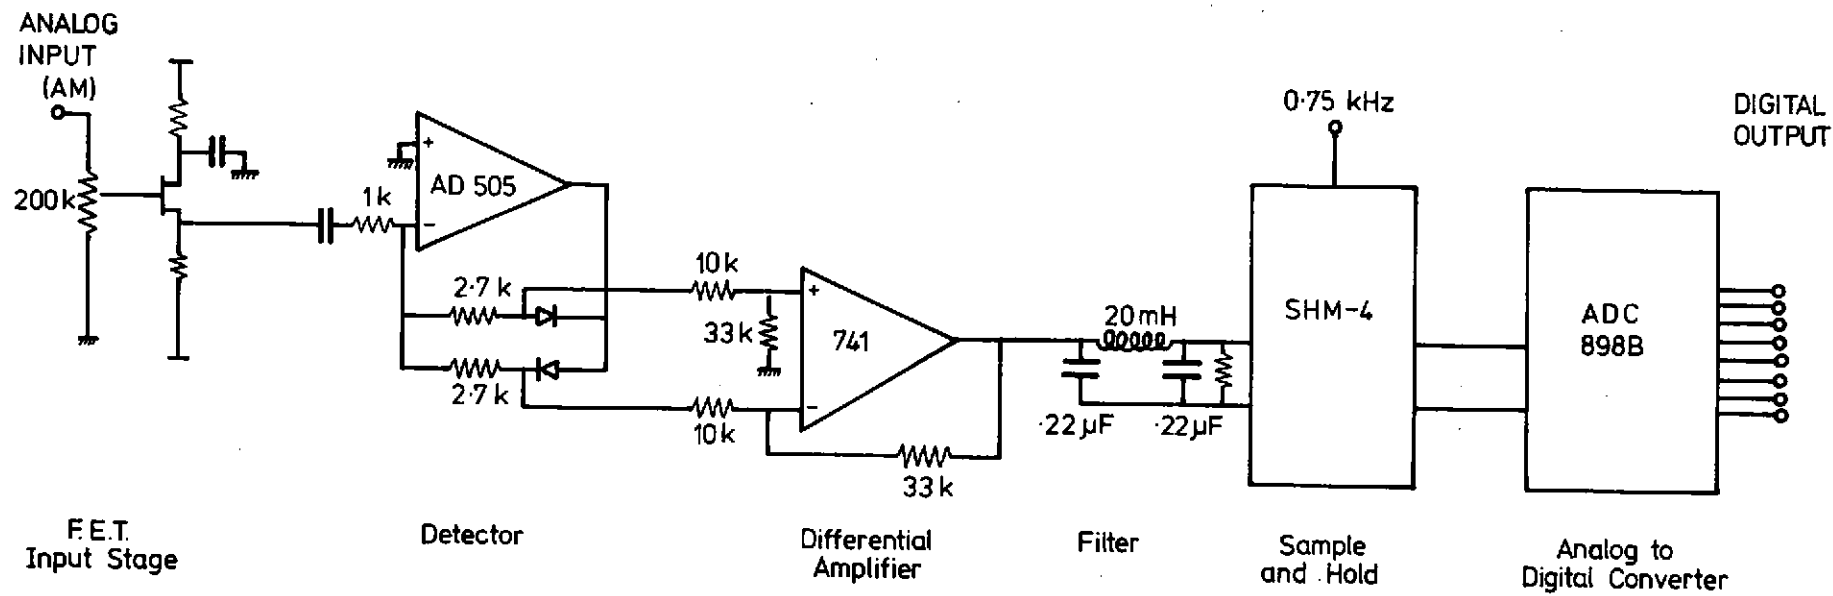 ANALOG
INPUT
(AM)
200k
1k
+
AD 505
-
2·7 k
2·7 k
10k
33k
10k
+
741
-
33k
20mH
·22µF
·22µF
0·75 kHz
SHM-4
ADC
898B
DIGITAL
OUTPUT
F.E.T.
Input Stage
Detector
Differential
Amplifier
Filter
Sample
and Hold
Analog to
Digital Converter